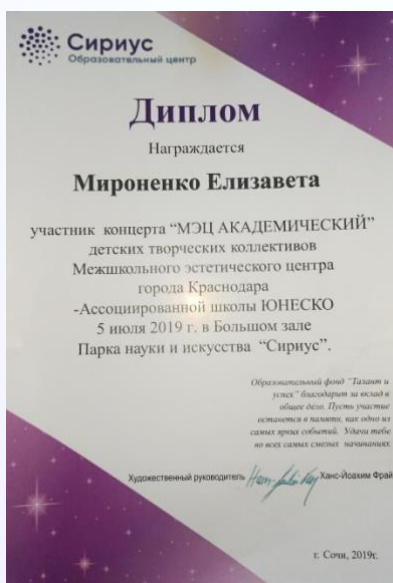 Сириус
Образовательный центр
Диплом
Награждается
Мироненко Елизавета
участник концерта “МЭЦ АКАДЕМИЧЕСКИЙ”
детских творческих коллективов
Межшкольного эстетического центра
города Краснодара
-Ассоциированной школы ЮНЕСКО
5 июля 2019 г. в Большом зале
Парка науки и искусства “Сириус”.
Образовательный фонд "Талант и
успех" благодарит за вклад в
общее дело. Пусть участие
останется в памяти, как одно из
самых ярких событий. Удачи тебе
во всех самых смелых начинаниях
Художественный руководитель Ханс-Йоахим Фрай
г. Сочи, 2019г.